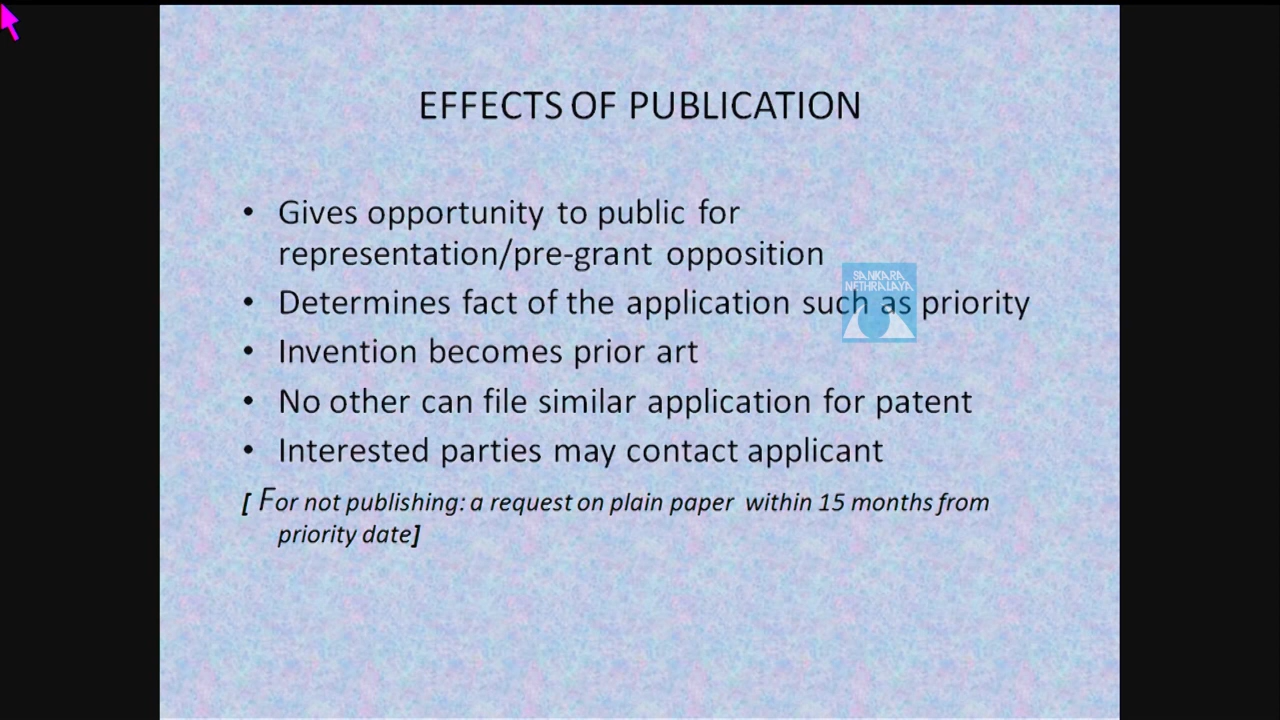 EFFECTS OF PUBLICATION
• Gives opportunity to public for
representation/pre-grant opposition
• Determines fact of the application such as priority
SANKARA
NETHRALAYA
• Invention becomes prior art
• No other can file similar application for patent
• Interested parties may contact applicant
[ For not publishing: a request on plain paper within 15 months from
priority date]